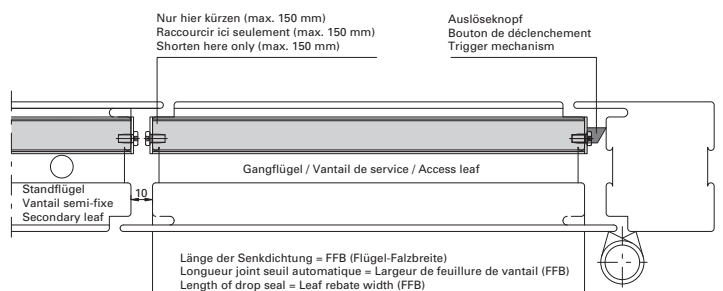 Nur hier kürzen (max. 150 mm)
Raccourcir ici seulement (max. 150 mm)
Shorten here only (max. 150 mm)
Auslöseknopf
Bouton de déclenchement
Trigger mechanism
Gangflügel / Vantail de service / Access leaf
Standflügel
Vantail semi-fixe
Secondary leaf
10
Länge der Senkdichtung = FFB (Flügel-Falzbreite)
Longueur joint seuil automatique = Largeur de feuillure de vantail (FFB)
Length of drop seal = Leaf rebate width (FFB)